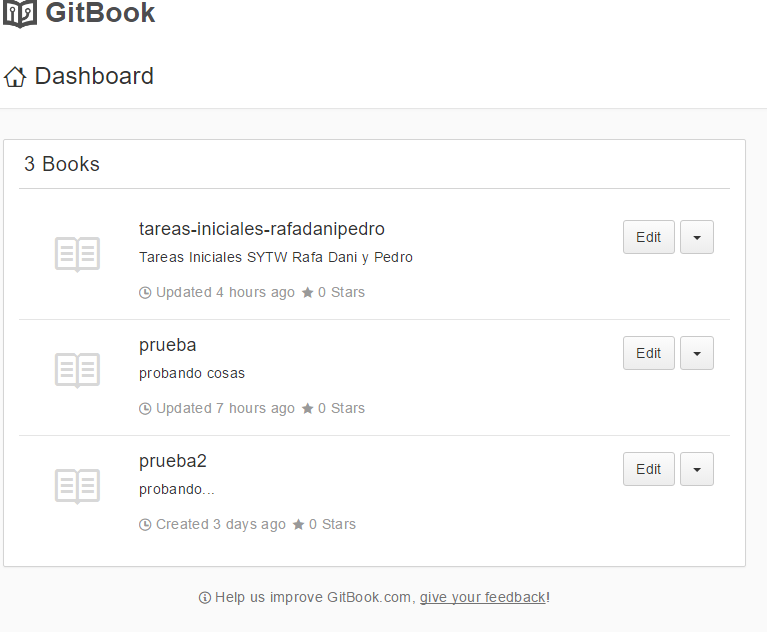 GitBook
Dashboard
3 Books
tareas-iniciales-rafadanipedro
Edit
Tareas Iniciales SYTW Rafa Dani y Pedro
Updated 4 hours ago 0 Stars
prueba
Edit
probando cosas
Updated 7 hours ago 0 Stars
prueba2
Edit
probando...
Created 3 days ago 0 Stars
Help us improve GitBook.com, give your feedback!